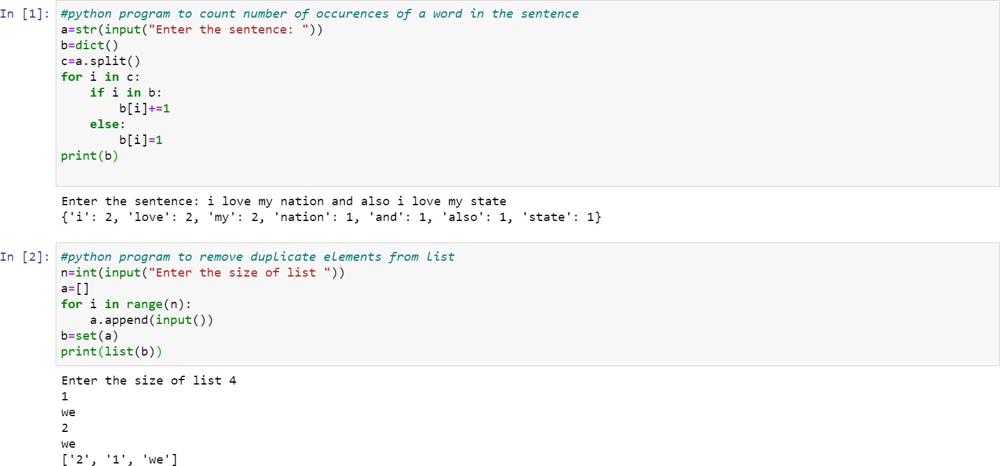 In [1]: #python program to count number of occurences of a word in the sentence
a=str(input("Enter the sentence: "))
b=dict()
c=a.split()
for i in c:
    if i in b:
        b[i]+=1
    else:
        b[i]=1
print(b)
Enter the sentence: i love my nation and also i love my state
{'i': 2, 'love': 2, 'my': 2, 'nation': 1, 'and': 1, 'also': 1, 'state': 1}
In [2]: #python program to remove duplicate elements from list
n=int(input("Enter the size of list "))
a=[]
for i in range(n):
    a.append(input())
b=set(a)
print(list(b))
Enter the size of list 4
1
we
2
we
['2', '1', 'we']